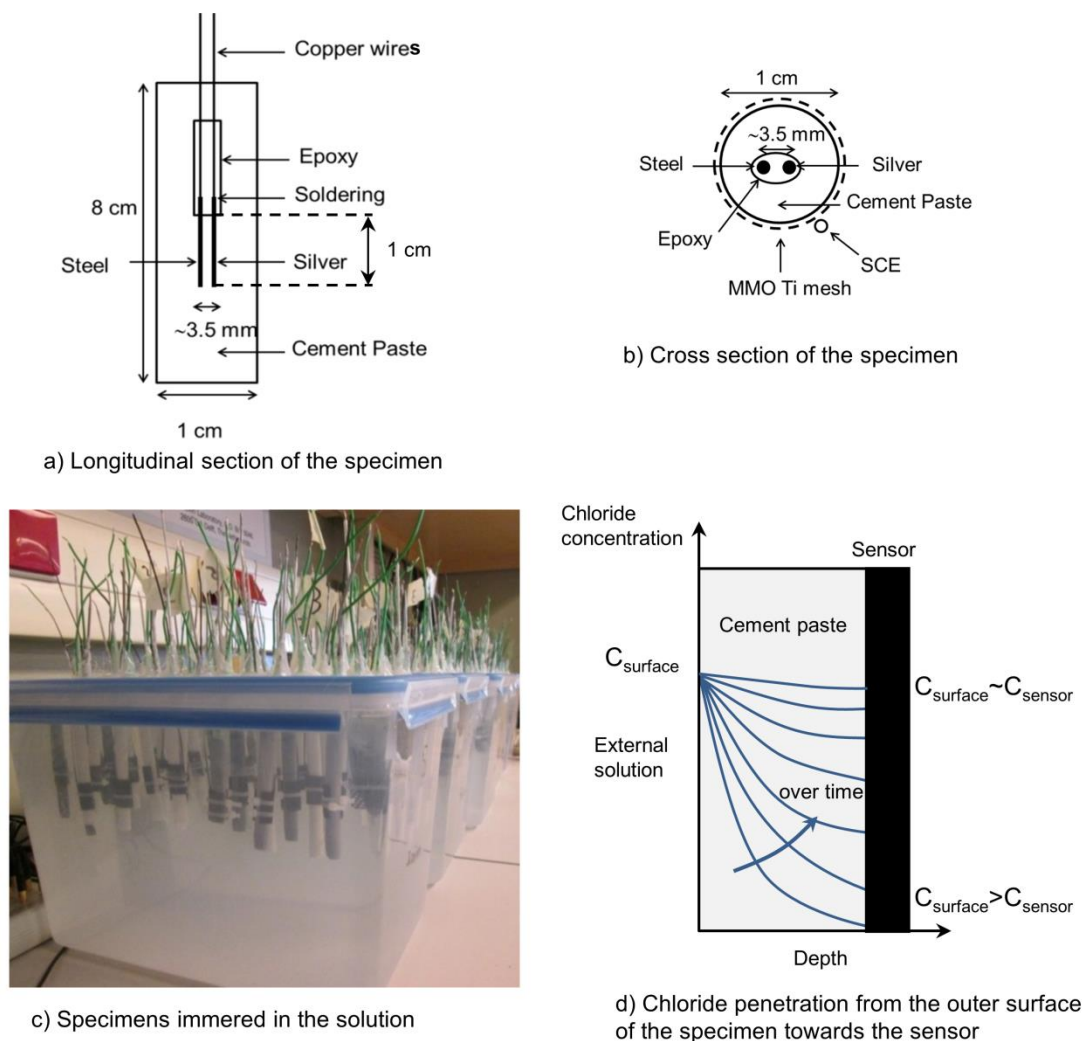 Copper wires
Epoxy
Soldering
8 cm
1 cm
Steel
Silver
~3.5 mm
Cement Paste
1 cm
a) Longitudinal section of the specimen
1 cm
~3.5 mm
Steel
Silver
Cement Paste
Epoxy
SCE
MMO Ti mesh
b) Cross section of the specimen
c) Specimens immered in the solution
Chloride
concentration
Sensor
Cement paste
Csurface
Csurface~Csensor
External
solution
over time
Csurface>Csensor
Depth
d) Chloride penetration from the outer surface
of the specimen towards the sensor